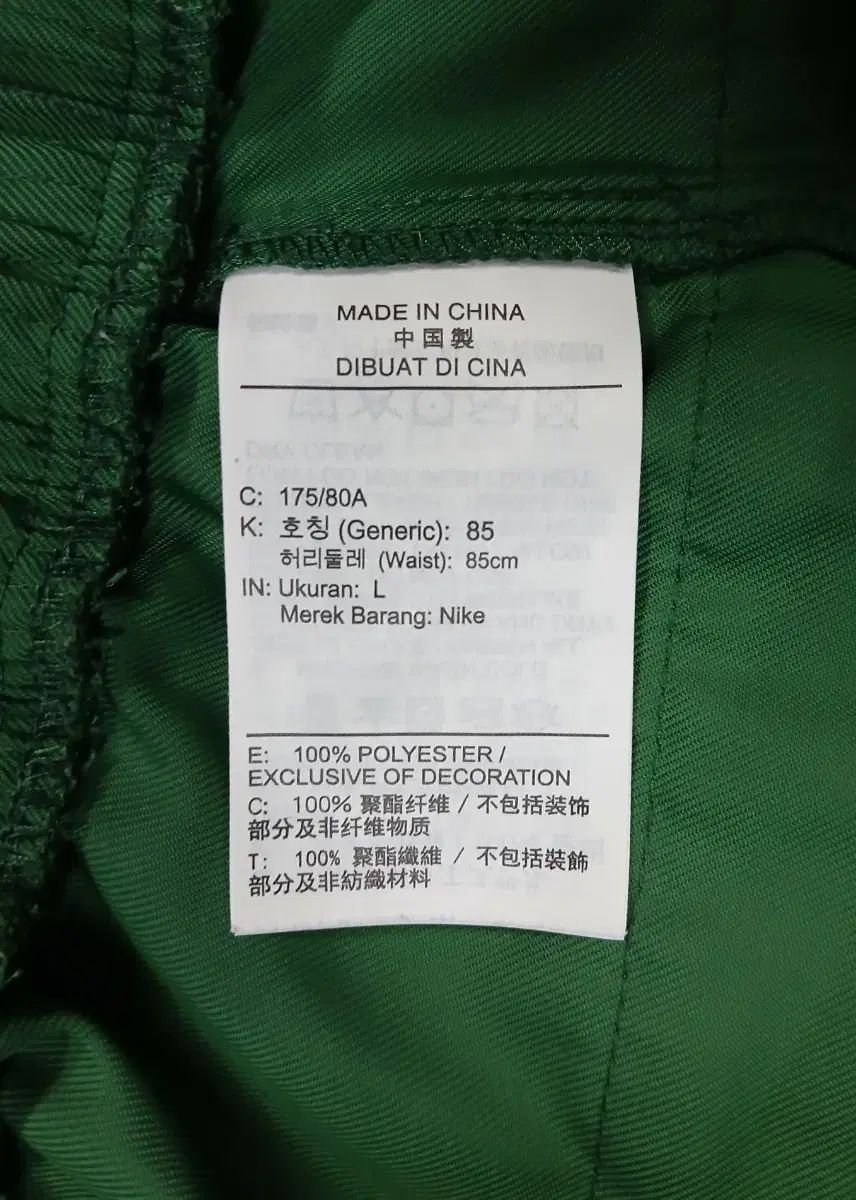 MADE IN CHINA
中国製
DIBUAT DI CINA
C: 175/80A
K: 호칭 (Generic): 85
허리둘레 (Waist): 85cm
IN: Ukuran: L
Merek Barang: Nike
E: 100% POLYESTER /
EXCLUSIVE OF DECORATION
C: 100% 聚酯纤维 / 不包括装饰
部分及非纤维物质
T: 100% 聚酯纖維 / 不包括裝飾
部分及非紡織材料